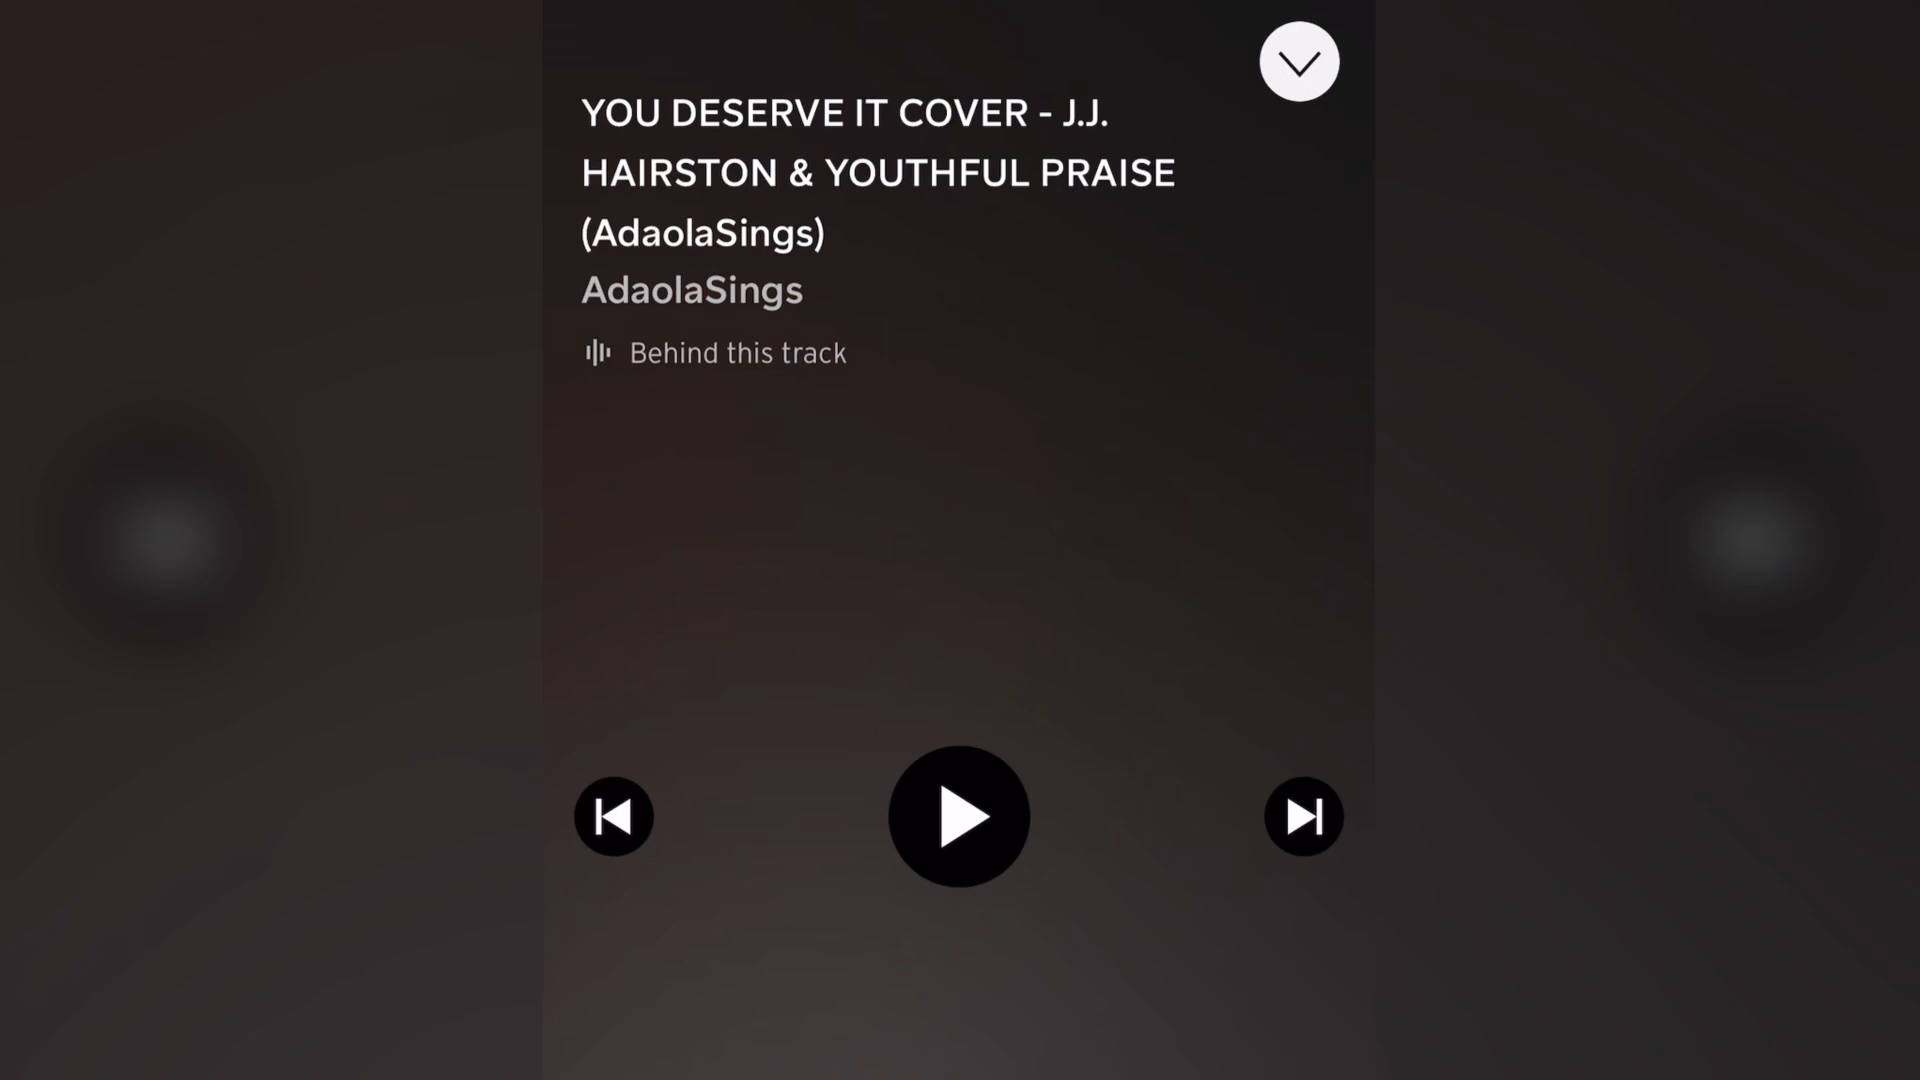 YOU DESERVE IT COVER - J.J.
HAIRSTON & YOUTHFUL PRAISE
(AdaolaSings)
AdaolaSings
Behind this track